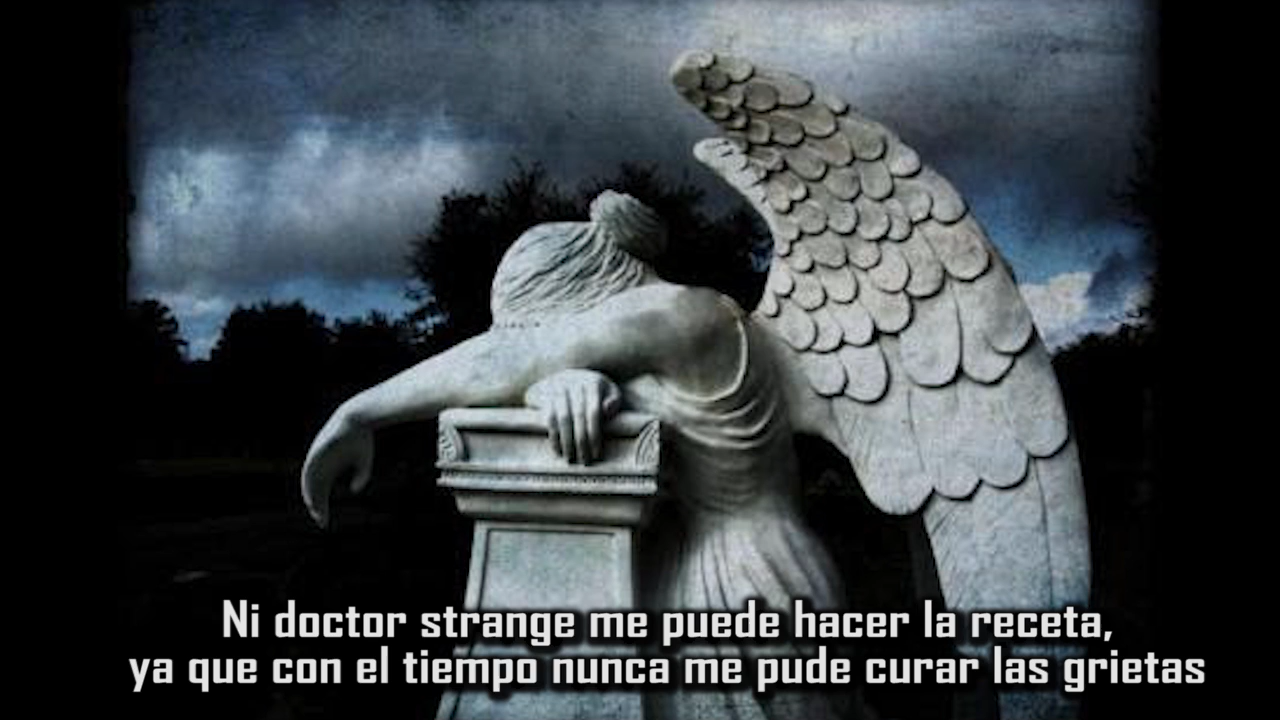 Ni doctor strange me puede hacer la receta,
ya que con el tiempo nunca me pude curar las grietas